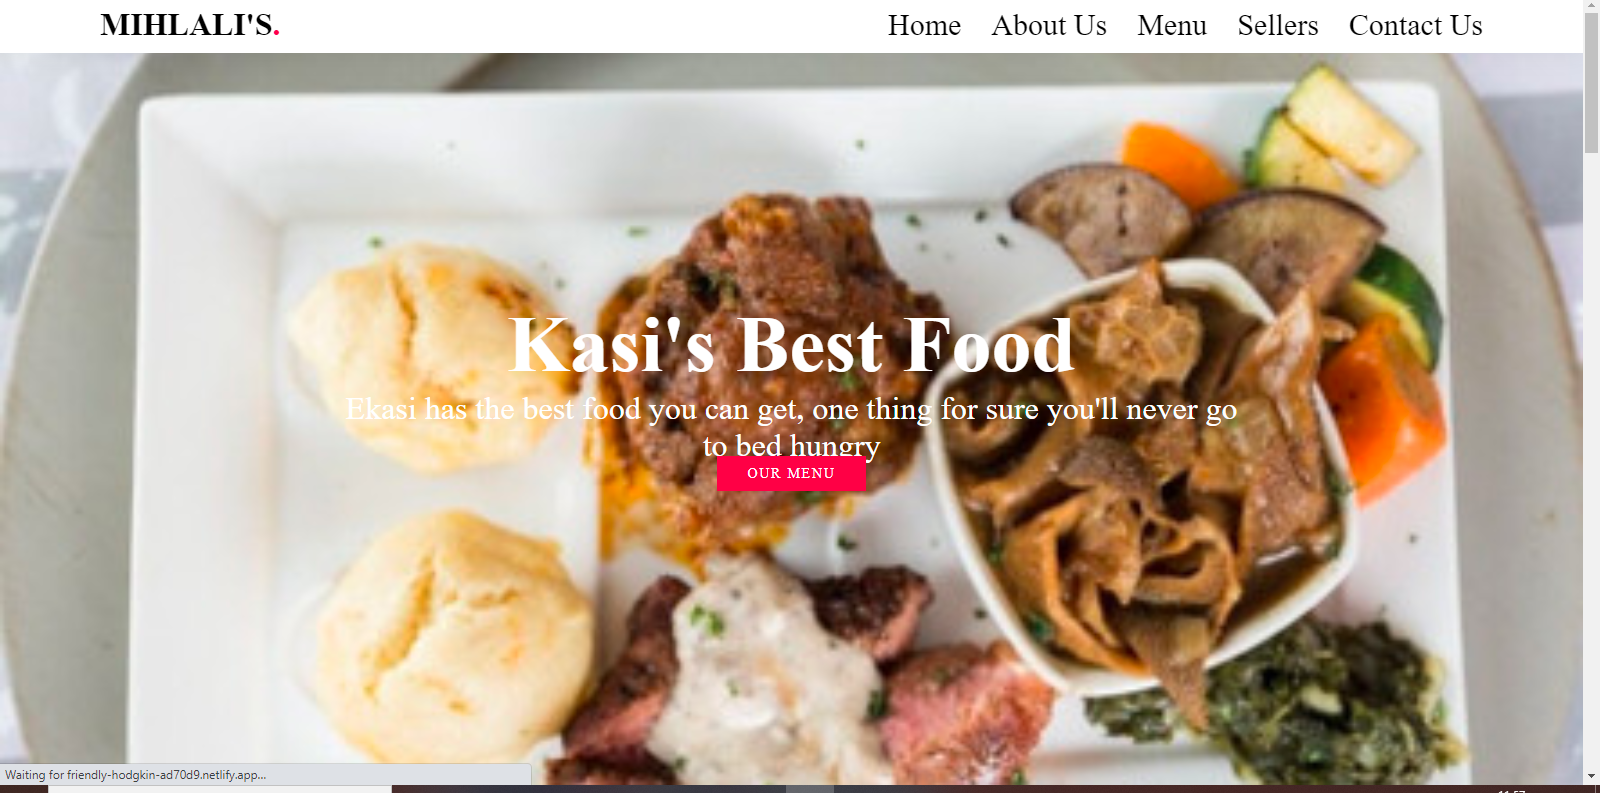 MIHLALI'S.
Home About Us Menu Sellers Contact Us
Kasi's Best Food
Ekasi has the best food you can get, one thing for sure you'll never go
to bed hungry
OUR MENU
Waiting for friendly-hodgkin-ad70d9.netlify.app...